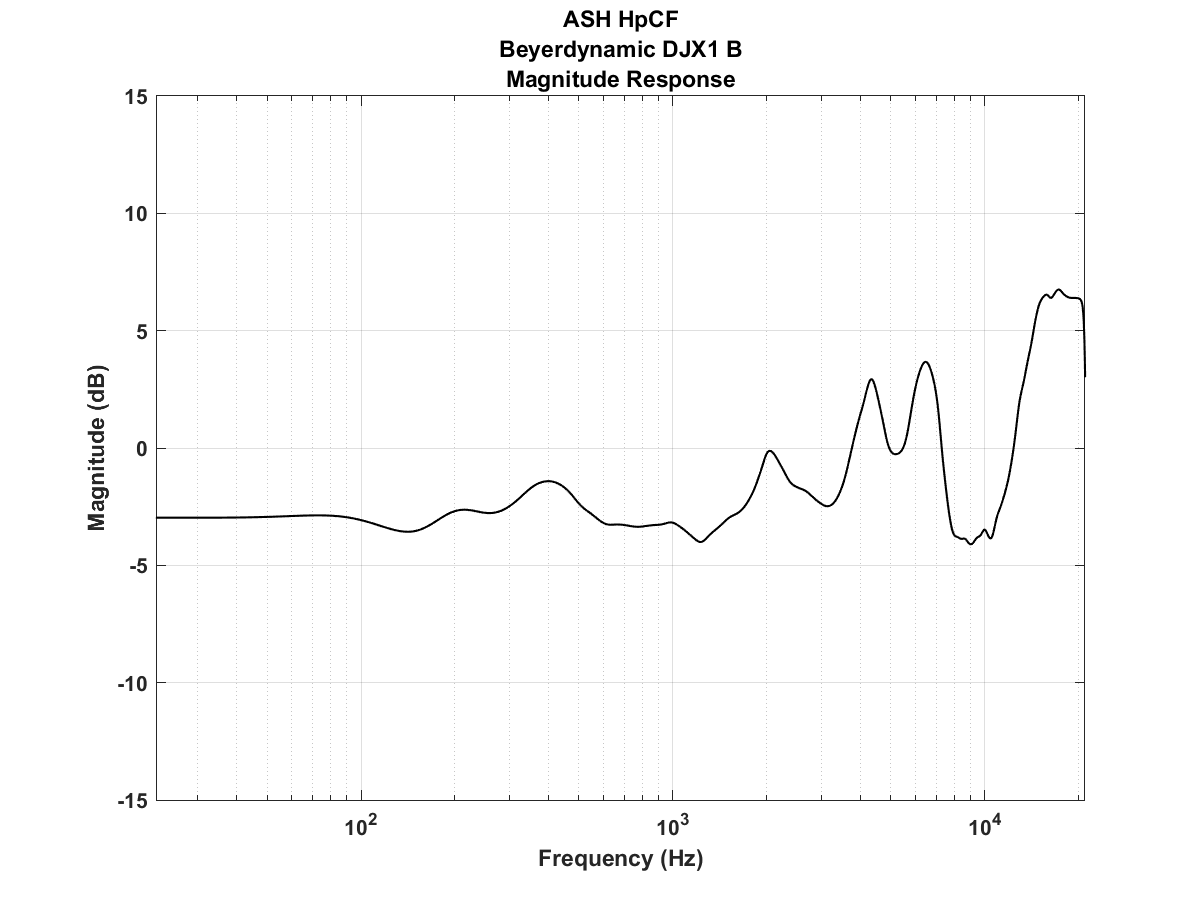 ASH HpCF
Beyerdynamic DJX1 B
Magnitude Response
15
10
5
0
-5
-10
-15
Magnitude (dB)
10² 10³ 10⁴
Frequency (Hz)